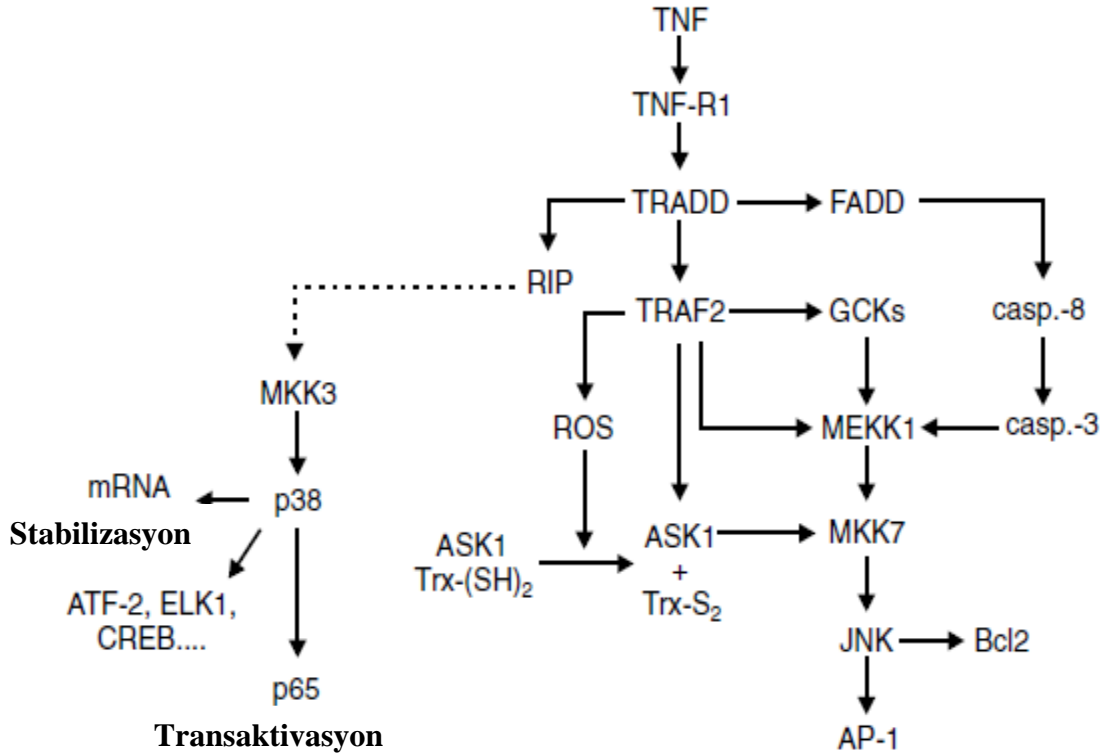 TNF
TNF-R1
TRADD
FADD
RIP
TRAF2
GCKs
casp.-8
MKK3
ROS
MEKK1
casp.-3
mRNA
Stabilizasyon
p38
ASK1
Trx-(SH)2
ASK1
+
Trx-S2
MKK7
ATF-2, ELK1,
CREB....
JNK
Bcl2
p65
Transaktivasyon
AP-1